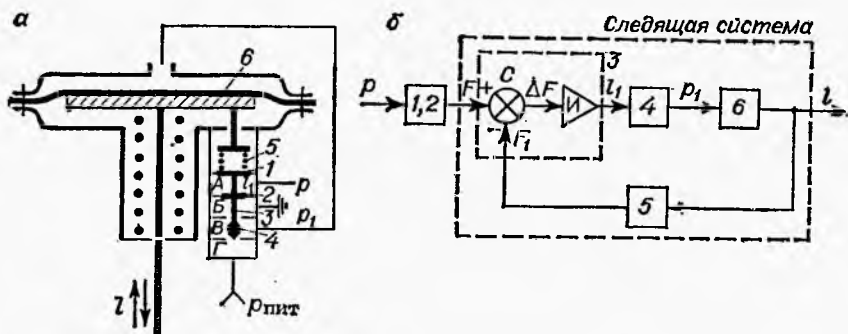 а
6
5
1
А l₁
p
Б
2
3
p₁
В
4
Г
l
pпит
б
Следящая система
3
p
1,2
F
+
С
ΔF
И
l₁
4
p₁
6
l
−
F₁
5